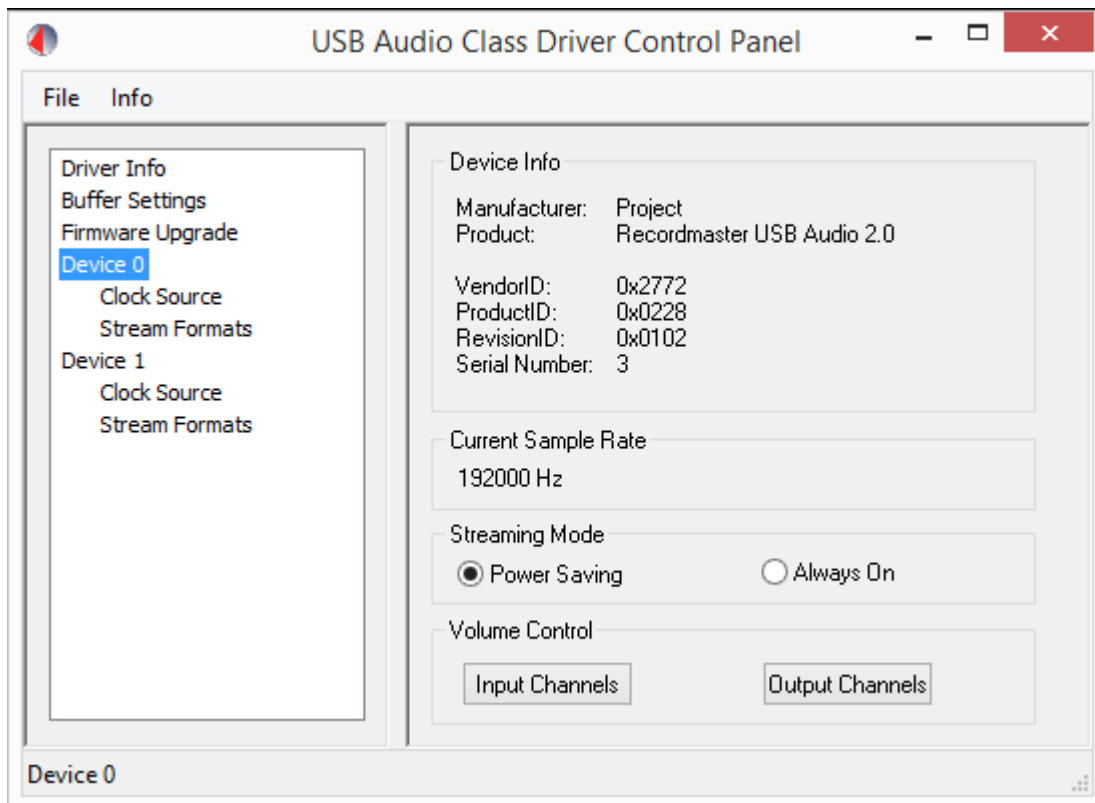 USB Audio Class Driver Control Panel
File Info
Driver Info
Buffer Settings
Firmware Upgrade
Device 0
Clock Source
Stream Formats
Device 1
Clock Source
Stream Formats
Device Info
Manufacturer: Project
Product: Recordmaster USB Audio 2.0
VendorID: 0x2772
ProductID: 0x0228
RevisionID: 0x0102
Serial Number: 3
Current Sample Rate
192000 Hz
Streaming Mode
Power Saving Always On
Volume Control
Input Channels Output Channels
Device 0